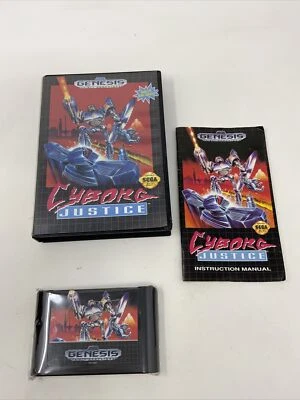 GENESIS
CYBORG
JUSTICE
SEGA
GENESIS
SEGA
CYBORG
JUSTICE
INSTRUCTION MANUAL
GENESIS